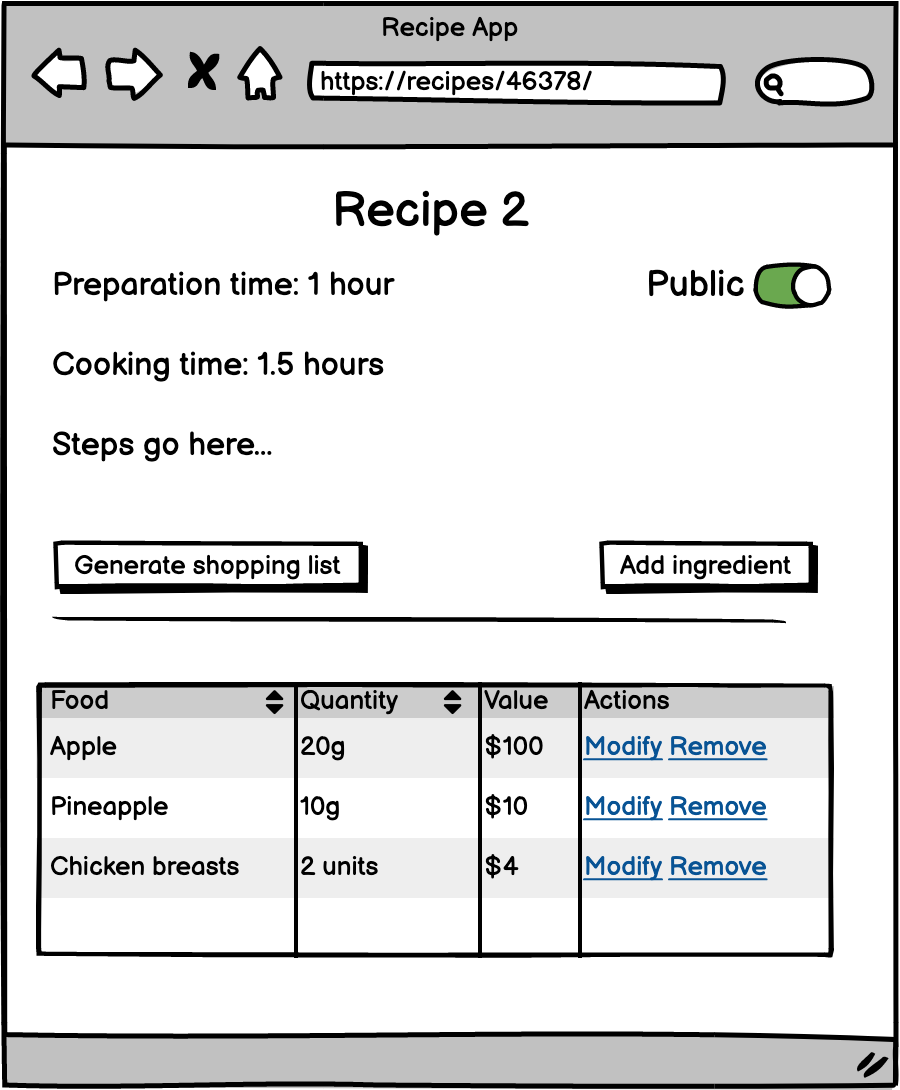 Recipe App
https://recipes/46378/
Recipe 2
Preparation time: 1 hour
Public
Cooking time: 1.5 hours
Steps go here...
Generate shopping list
Add ingredient
Food Quantity Value Actions
Apple 20g $100 Modify Remove
Pineapple 10g $10 Modify Remove
Chicken breasts 2 units $4 Modify Remove